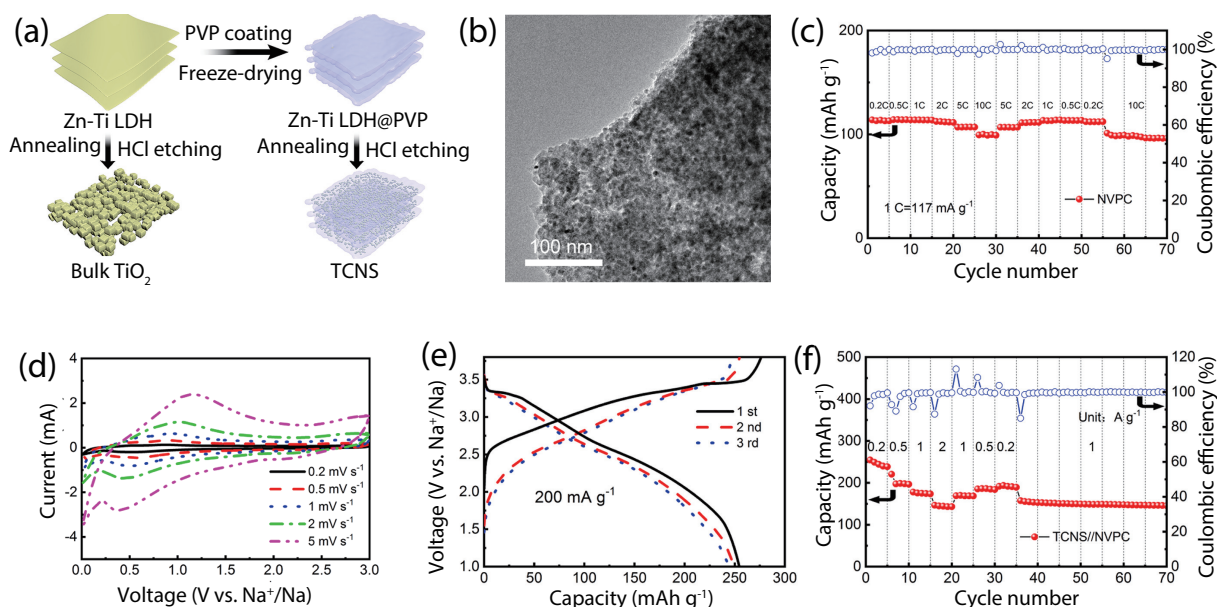 (a)
PVP coating
Freeze-drying
Zn-Ti LDH
Zn-Ti LDH@PVP
Annealing
HCl etching
Annealing
HCl etching
Bulk TiO2
TCNS
(b)
100 nm
(c)
Capacity (mAh g-1)
200
100
0
0.2C 0.5C 1C 2C 5C 10C 5C 2C 1C 0.5C 0.2C 10C
1 C=117 mA g-1
NVPC
0 10 20 30 40 50 60 70
Cycle number
100
80
60
40
20
0
Coubombic efficiency (%
(d)
Current (mA)
4
2
0
-2
-4
0.2 mV s-1
0.5 mV s-1
1 mV s-1
2 mV s-1
5 mV s-1
0.0 0.5 1.0 1.5 2.0 2.5 3.0
Voltage (V vs. Na+/Na)
(e)
Voltage (V vs. Na+/Na)
3.5
3.0
2.5
2.0
1.5
1.0
1 st
2 nd
3 rd
200 mA g-1
0 50 100 150 200 250 300
Capacity (mAh g-1)
(f)
Capacity (mAh g-1)
500
400
300
200
100
0
Unit: A g-1
0.2 0.5 1 2 1 0.5 0.2 1
TCNS//NVPC
0 10 20 30 40 50 60 70
Cycle number
120
100
80
60
40
20
0
Coulombic efficiency (%)